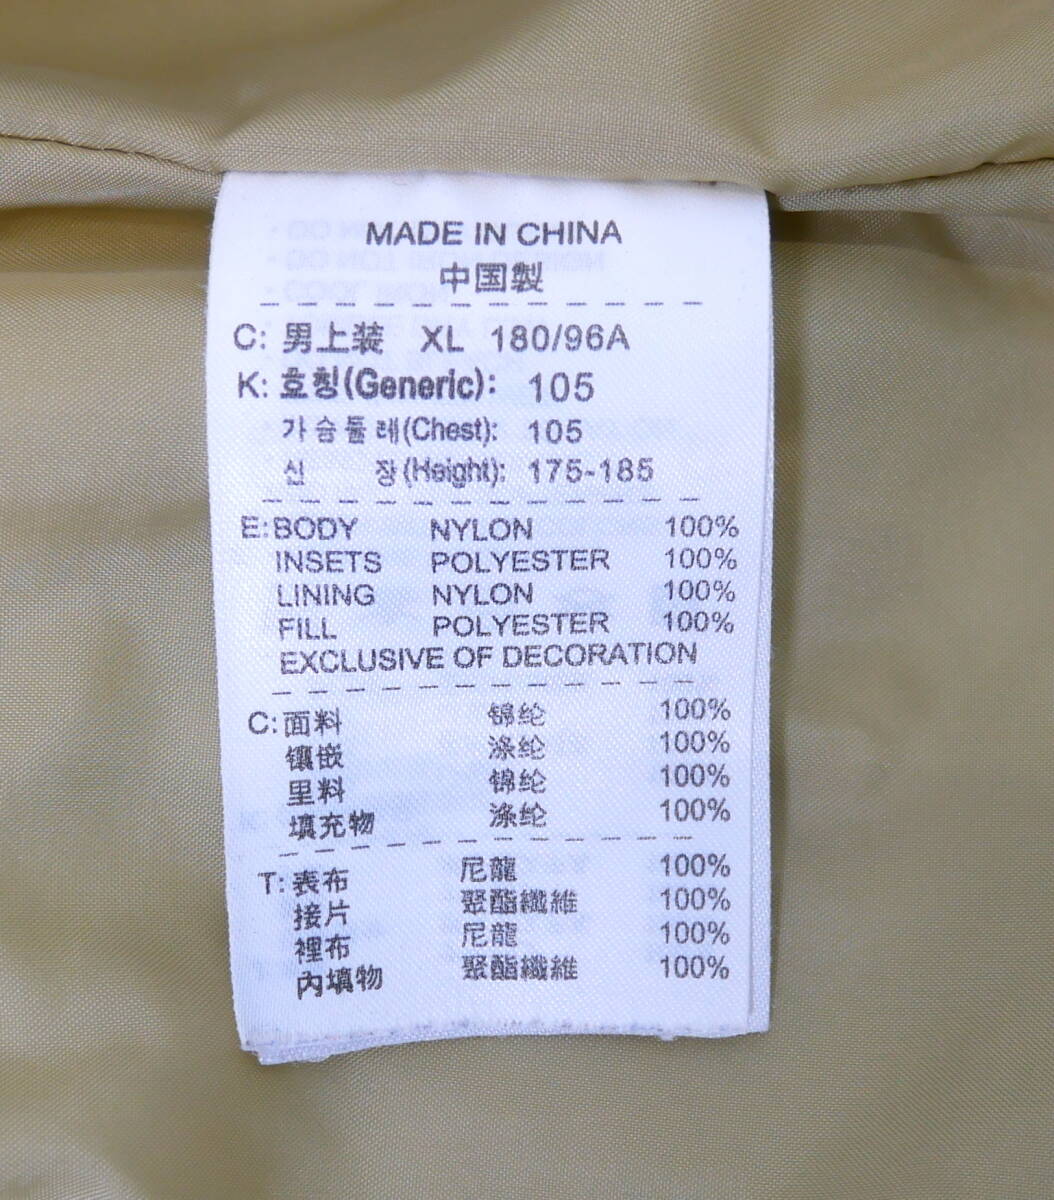 MADE IN CHINA
中国製
C: 男上装 XL 180/96A
K: 호칭(Generic): 105
가슴둘레(Chest): 105
신 장(Height): 175-185
E: BODY NYLON 100%
INSETS POLYESTER 100%
LINING NYLON 100%
FILL POLYESTER 100%
EXCLUSIVE OF DECORATION
C: 面料 锦纶 100%
镶嵌 涤纶 100%
里料 锦纶 100%
填充物 涤纶 100%
T: 表布 尼龍 100%
接片 聚酯纖維 100%
裡布 尼龍 100%
內填物 聚酯纖維 100%